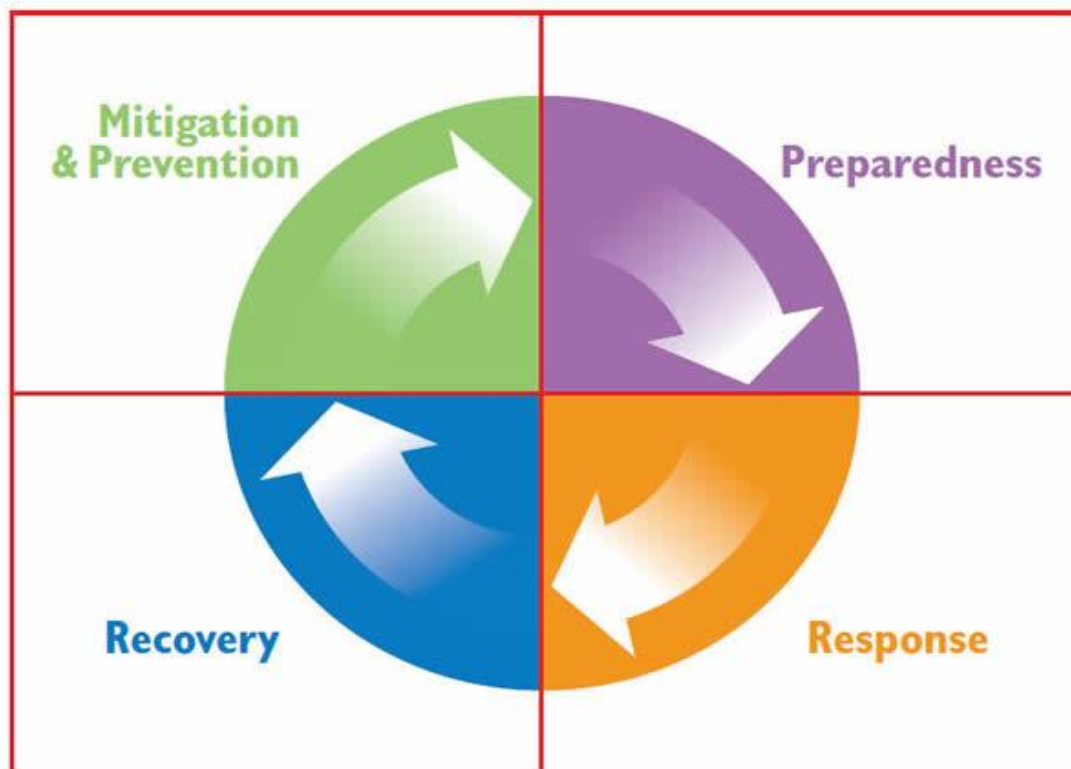 Mitigation
& Prevention
Preparedness
Recovery
Response